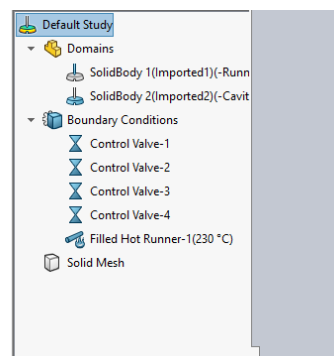 Default Study
Domains
SolidBody 1(Imported1)(-Runn
SolidBody 2(Imported2)(-Cavit
Boundary Conditions
Control Valve-1
Control Valve-2
Control Valve-3
Control Valve-4
Filled Hot Runner-1(230 °C)
Solid Mesh